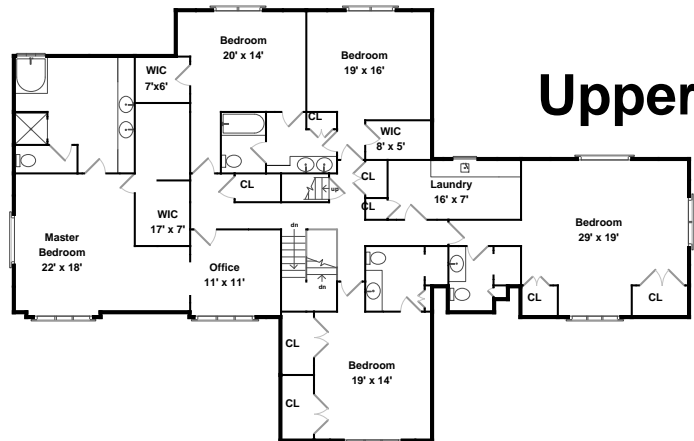 Upper
Bedroom
20' x 14'
Bedroom
19' x 16'
WIC
7'x6'
CL
WIC
8' x 5'
CL
CL
up
CL
Laundry
16' x 7'
WIC
17' x 7'
Master
Bedroom
22' x 18'
Office
11' x 11'
dn
dn
Bedroom
29' x 19'
CL
CL
CL
Bedroom
19' x 14'
CL